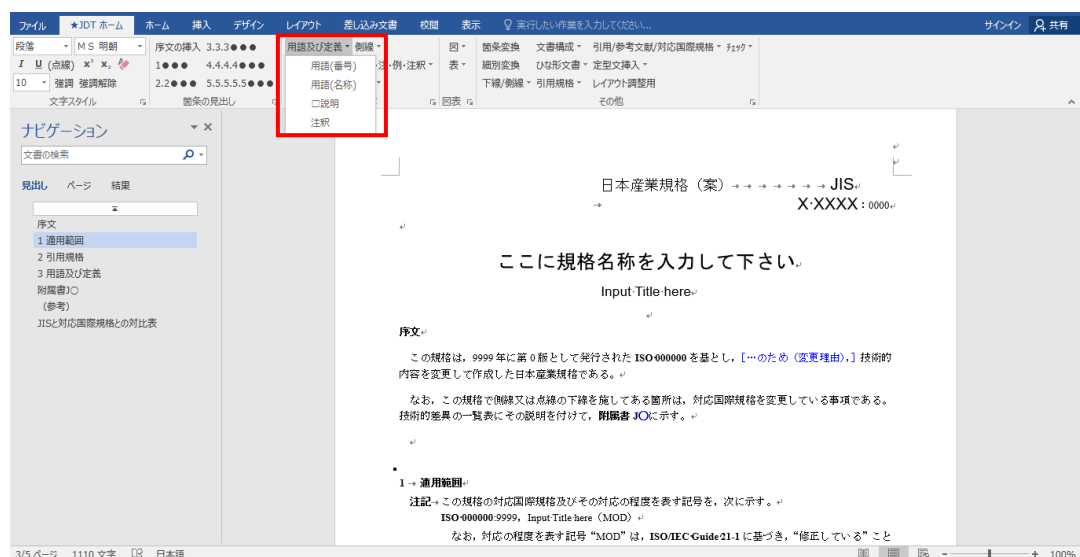 ファイル ★JDT ホーム ホーム 挿入 デザイン レイアウト 差し込み文書 校閲 表示 実行したい作業を入力してください... サインイン 共有
段落 MS 明朝 序文の挿入 3.3.3●●● 用語及び定義 側線 図 箇条変換 文書構成 引用/参考文献/対応国際規格 ﾁｪｯｸ
I U (点線) x² x₂ 1●●● 4.4.4.4●●● 用語(番号) ・例・注釈 表 細別変換 ひな形文書 定型文挿入
10 強調 強調解除 2.2●●● 5.5.5.5.5●●● 用語(名称) 下線/側線 引用規格 レイアウト調整用
文字スタイル 箇条の見出し □説明 図表 その他
注釈
ナビゲーション
文書の検索
見出し ページ 結果
序文
1 適用範囲
2 引用規格
3 用語及び定義
附属書J○
(参考)
JISと対応国際規格との対比表
日本産業規格（案）→→→→→→→JIS↵
→ X·XXXX：0000↵
ここに規格名称を入力して下さい↵
Input·Title·here↵
序文↵
この規格は，9999 年に第 0 版として発行された ISO·000000 を基とし，[…のため（変更理由），] 技術的
内容を変更して作成した日本産業規格である。↵
なお，この規格で側線又は点線の下線を施してある箇所は，対応国際規格を変更している事項である。
技術的差異の一覧表にその説明を付けて，附属書 J○に示す。↵
1→適用範囲↵
注記→この規格の対応国際規格及びその対応の程度を表す記号を，次に示す。↵
ISO·000000:9999，Input·Title·here（MOD）↵
なお，対応の程度を表す記号 “MOD” は，ISO/IEC·Guide·21-1 に基づき，“修正している” こと
3/5 ページ 1110 文字 日本語 - + 100%